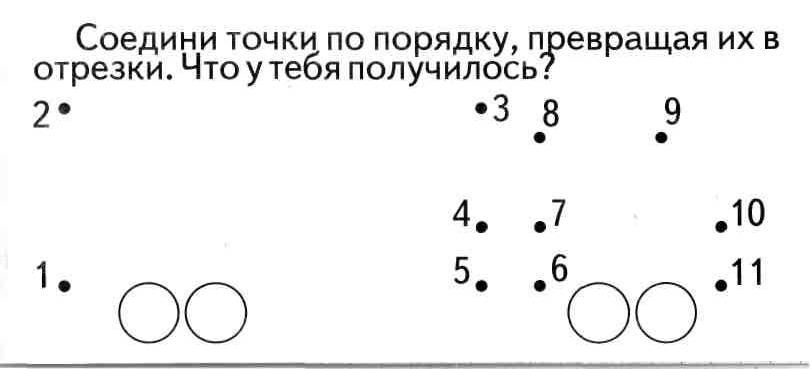 Соедини точки по порядку, превращая их в
отрезки. Что у тебя получилось?
2 3 8 9
4 7 10
1 5 6 11